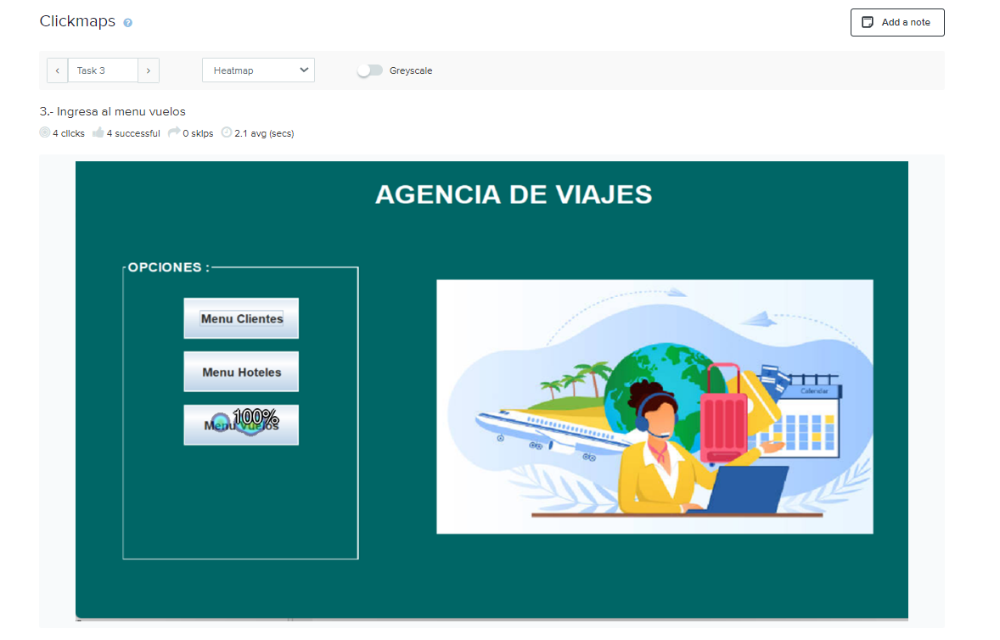 Clickmaps ?
Add a note
Task 3
Heatmap
Greyscale
3.- Ingresa al menu vuelos
4 clicks 4 successful 0 skips 2.1 avg (secs)
AGENCIA DE VIAJES
OPCIONES :
Menu Clientes
Menu Hoteles
100%
Menu Vuelos
Calendar